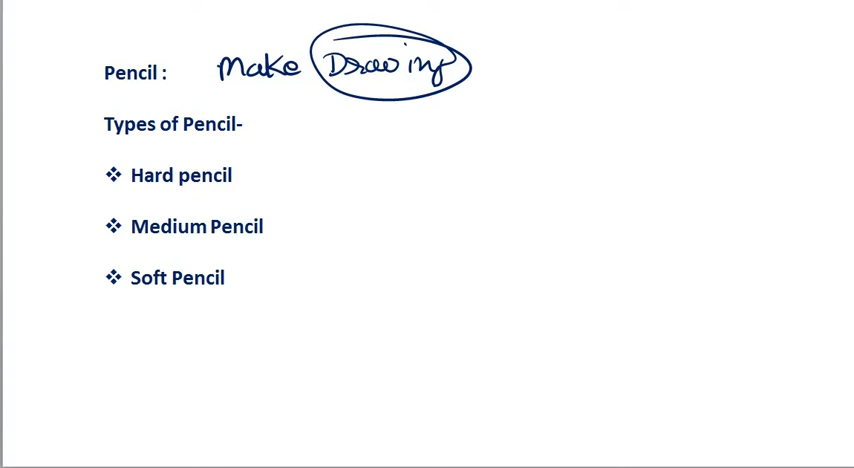 Pencil : Make Drawing
Types of Pencil-
❖ Hard pencil
❖ Medium Pencil
❖ Soft Pencil